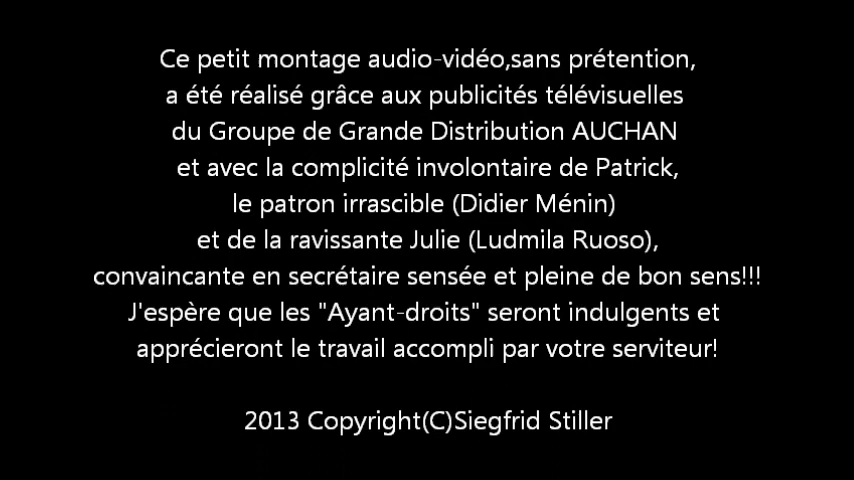 Ce petit montage audio-vidéo,sans prétention,
a été réalisé grâce aux publicités télévisuelles
du Groupe de Grande Distribution AUCHAN
et avec la complicité involontaire de Patrick,
le patron irrascible (Didier Ménin)
et de la ravissante Julie (Ludmila Ruoso),
convaincante en secrétaire sensée et pleine de bon sens!!!
J'espère que les "Ayant-droits" seront indulgents et
apprécieront le travail accompli par votre serviteur!
2013 Copyright(C)Siegfrid Stiller